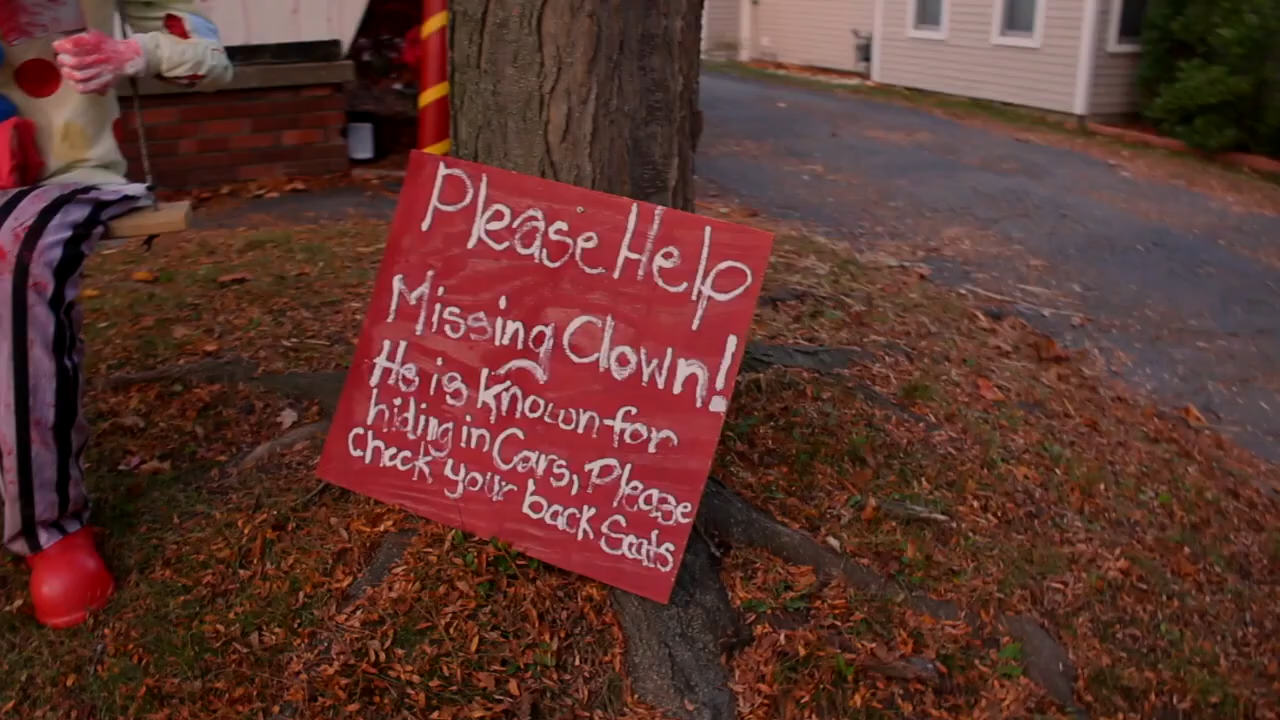 Please Help
Missing Clown!
He is known for
hiding in Cars, Please
check your back Seats